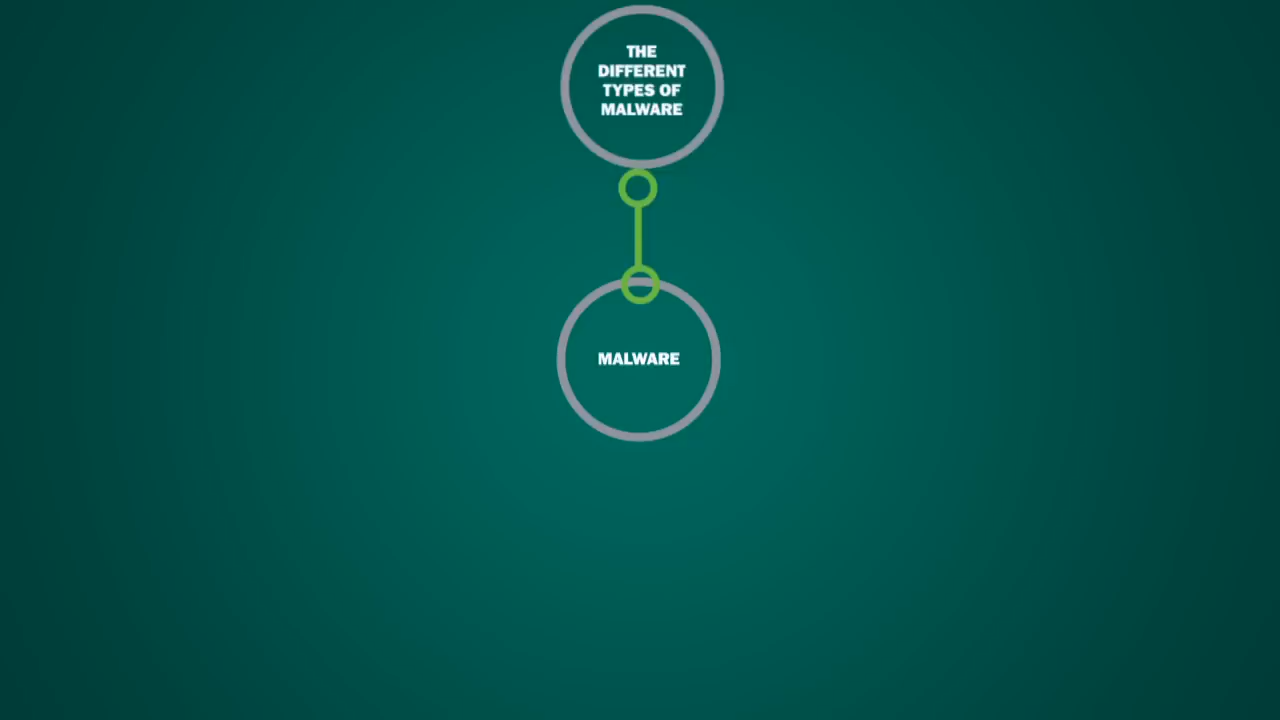 THE
DIFFERENT
TYPES OF
MALWARE
MALWARE